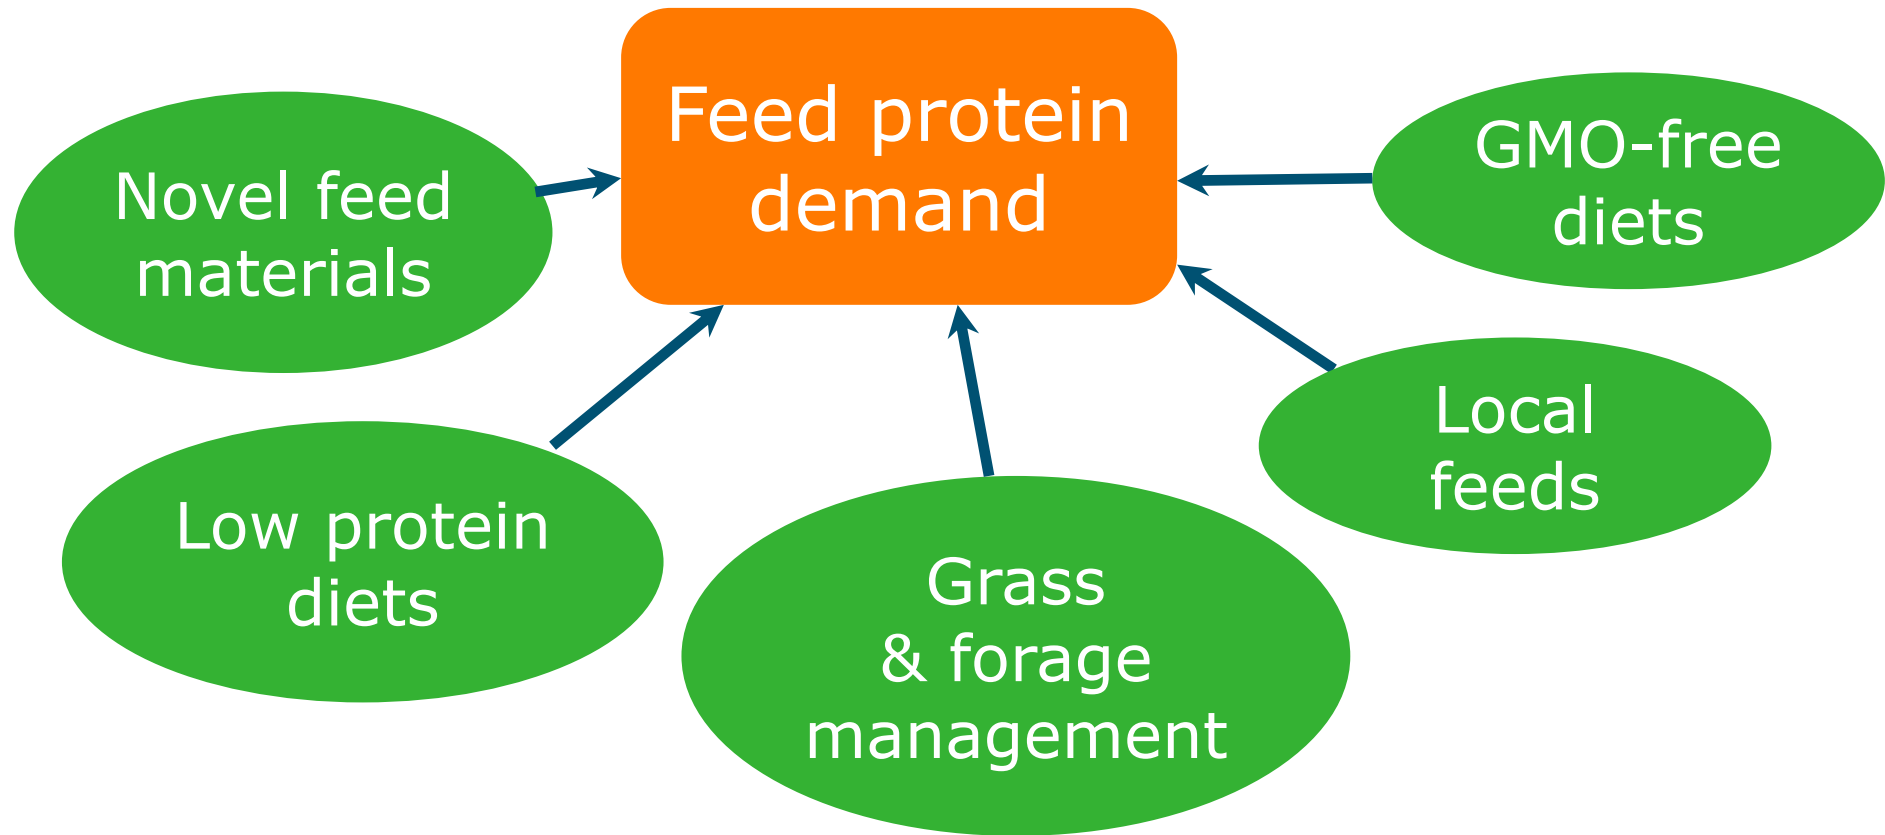 Feed protein
demand
Novel feed
materials
GMO-free
diets
Low protein
diets
Local
feeds
Grass
& forage
management